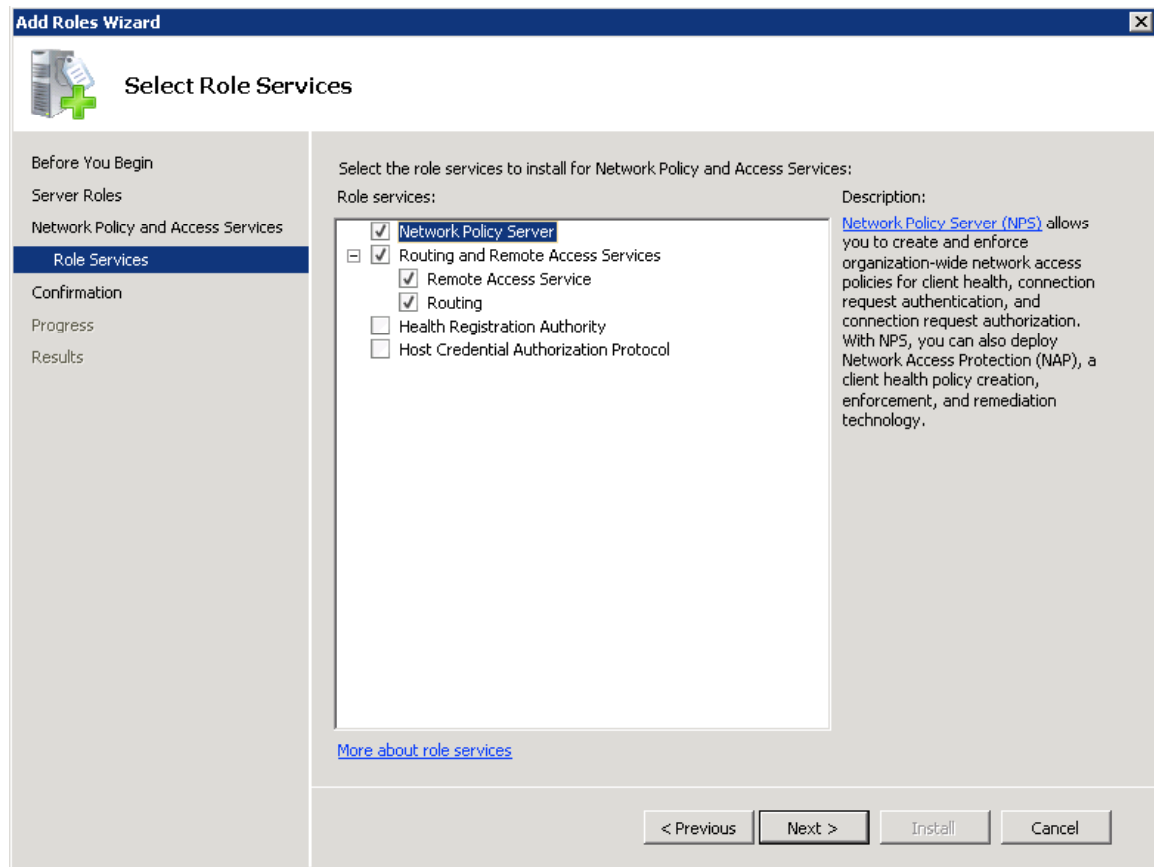 Add Roles Wizard
Select Role Services
Before You Begin
Server Roles
Network Policy and Access Services
Role Services
Confirmation
Progress
Results
Select the role services to install for Network Policy and Access Services:
Role services:
Network Policy Server
Routing and Remote Access Services
Remote Access Service
Routing
Health Registration Authority
Host Credential Authorization Protocol
More about role services
Description:
Network Policy Server (NPS) allows
you to create and enforce
organization-wide network access
policies for client health, connection
request authentication, and
connection request authorization.
With NPS, you can also deploy
Network Access Protection (NAP), a
client health policy creation,
enforcement, and remediation
technology.
< Previous
Next >
Install
Cancel